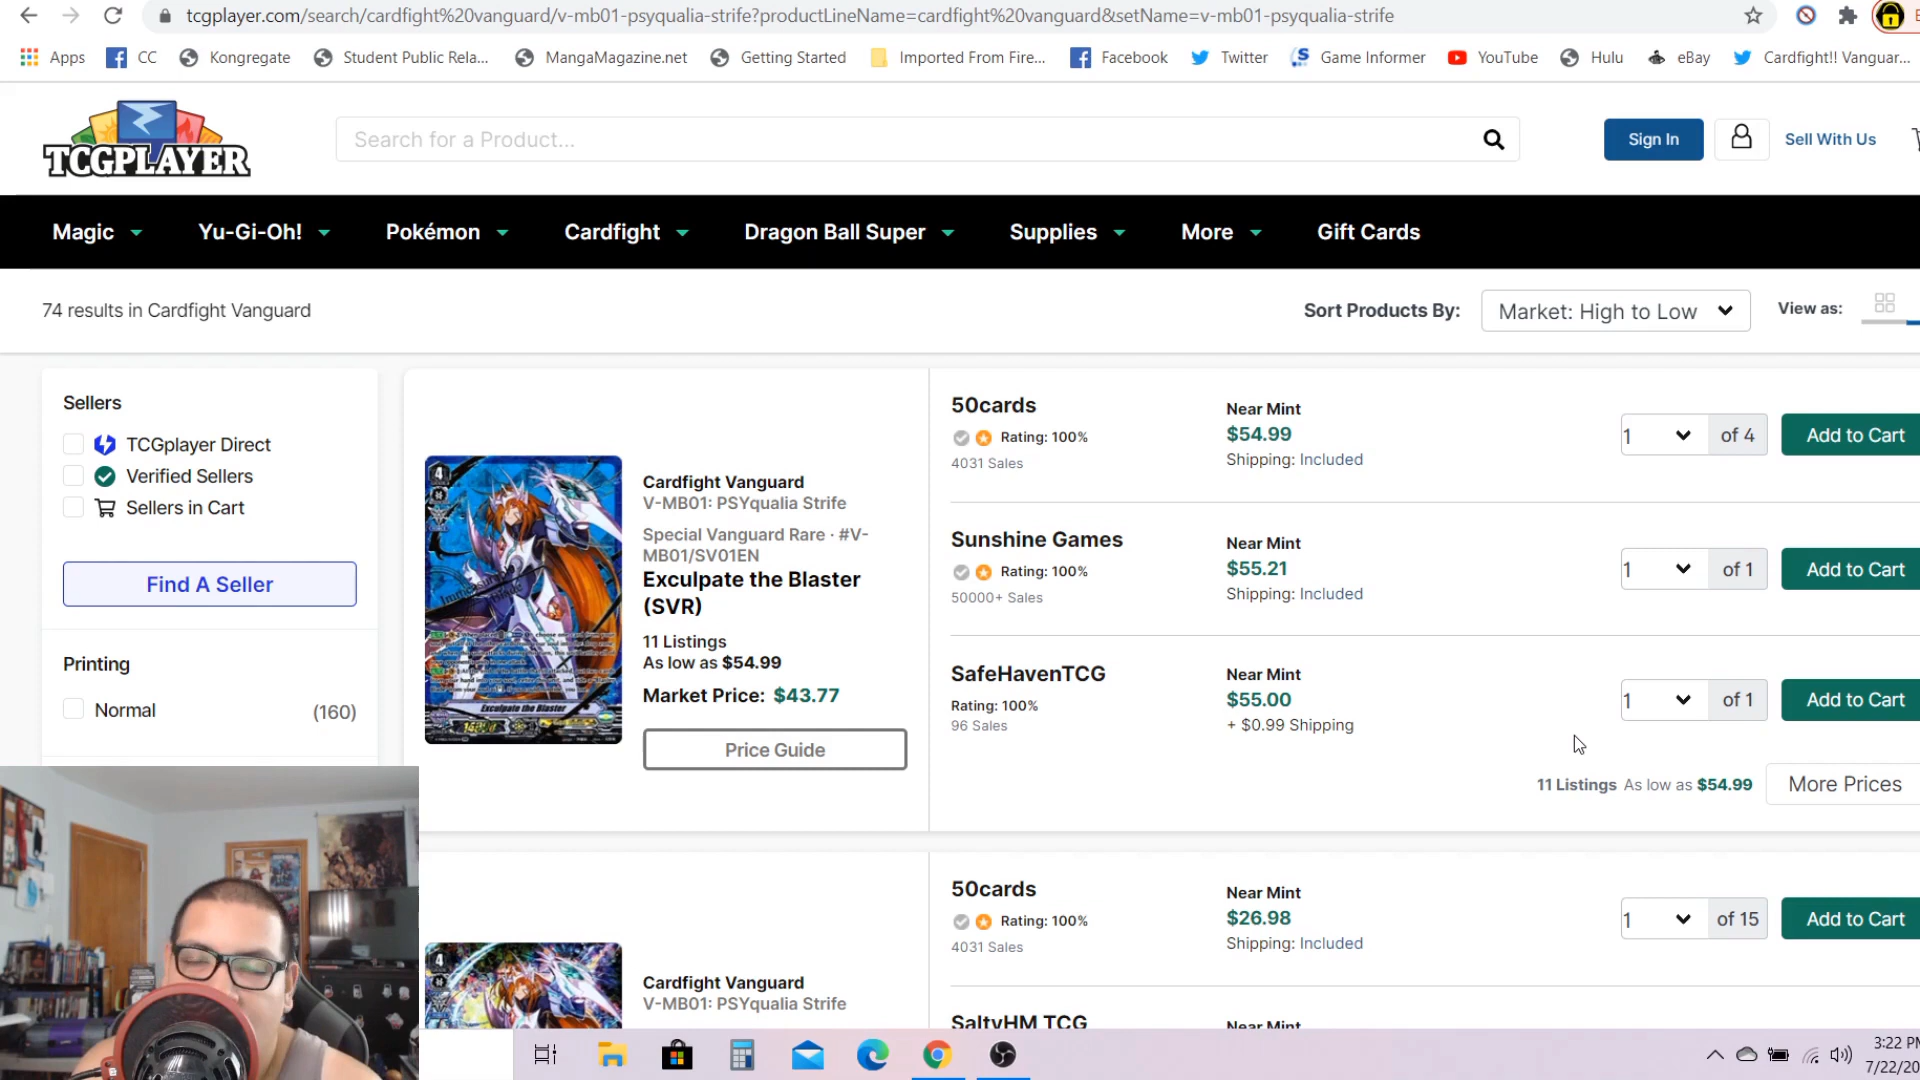 tcgplayer.com/search/cardfight%20vanguard/v-mb01-psyqualia-strife?productLineName=cardfight%20vanguard&setName=v-mb01-psyqualia-strife
Apps CC Kongregate Student Public Rela... MangaMagazine.net Getting Started Imported From Fire... Facebook Twitter Game Informer YouTube Hulu eBay Cardfight!! Vanguar...
TCGPLAYER
Search for a Product...
Sign In
Sell With Us
Magic Yu-Gi-Oh! Pokémon Cardfight Dragon Ball Super Supplies More Gift Cards
74 results in Cardfight Vanguard
Sort Products By: Market: High to Low
View as:
Sellers
TCGplayer Direct
Verified Sellers
Sellers in Cart
Find A Seller
Printing
Normal (160)
Cardfight Vanguard
V-MB01: PSYqualia Strife
Special Vanguard Rare · #V-
MB01/SV01EN
Exculpate the Blaster
(SVR)
11 Listings
As low as $54.99
Market Price: $43.77
Price Guide
Exculpate the Blaster
50cards
Rating: 100%
4031 Sales
Near Mint
$54.99
Shipping: Included
1 of 4 Add to Cart
Sunshine Games
Rating: 100%
50000+ Sales
Near Mint
$55.21
Shipping: Included
1 of 1 Add to Cart
SafeHavenTCG
Rating: 100%
96 Sales
Near Mint
$55.00
+ $0.99 Shipping
1 of 1 Add to Cart
11 Listings As low as $54.99 More Prices
Cardfight Vanguard
V-MB01: PSYqualia Strife
50cards
Rating: 100%
4031 Sales
Near Mint
$26.98
Shipping: Included
1 of 15 Add to Cart
SaltyHM TCG
Near Mint
3:22 PM
7/22/20